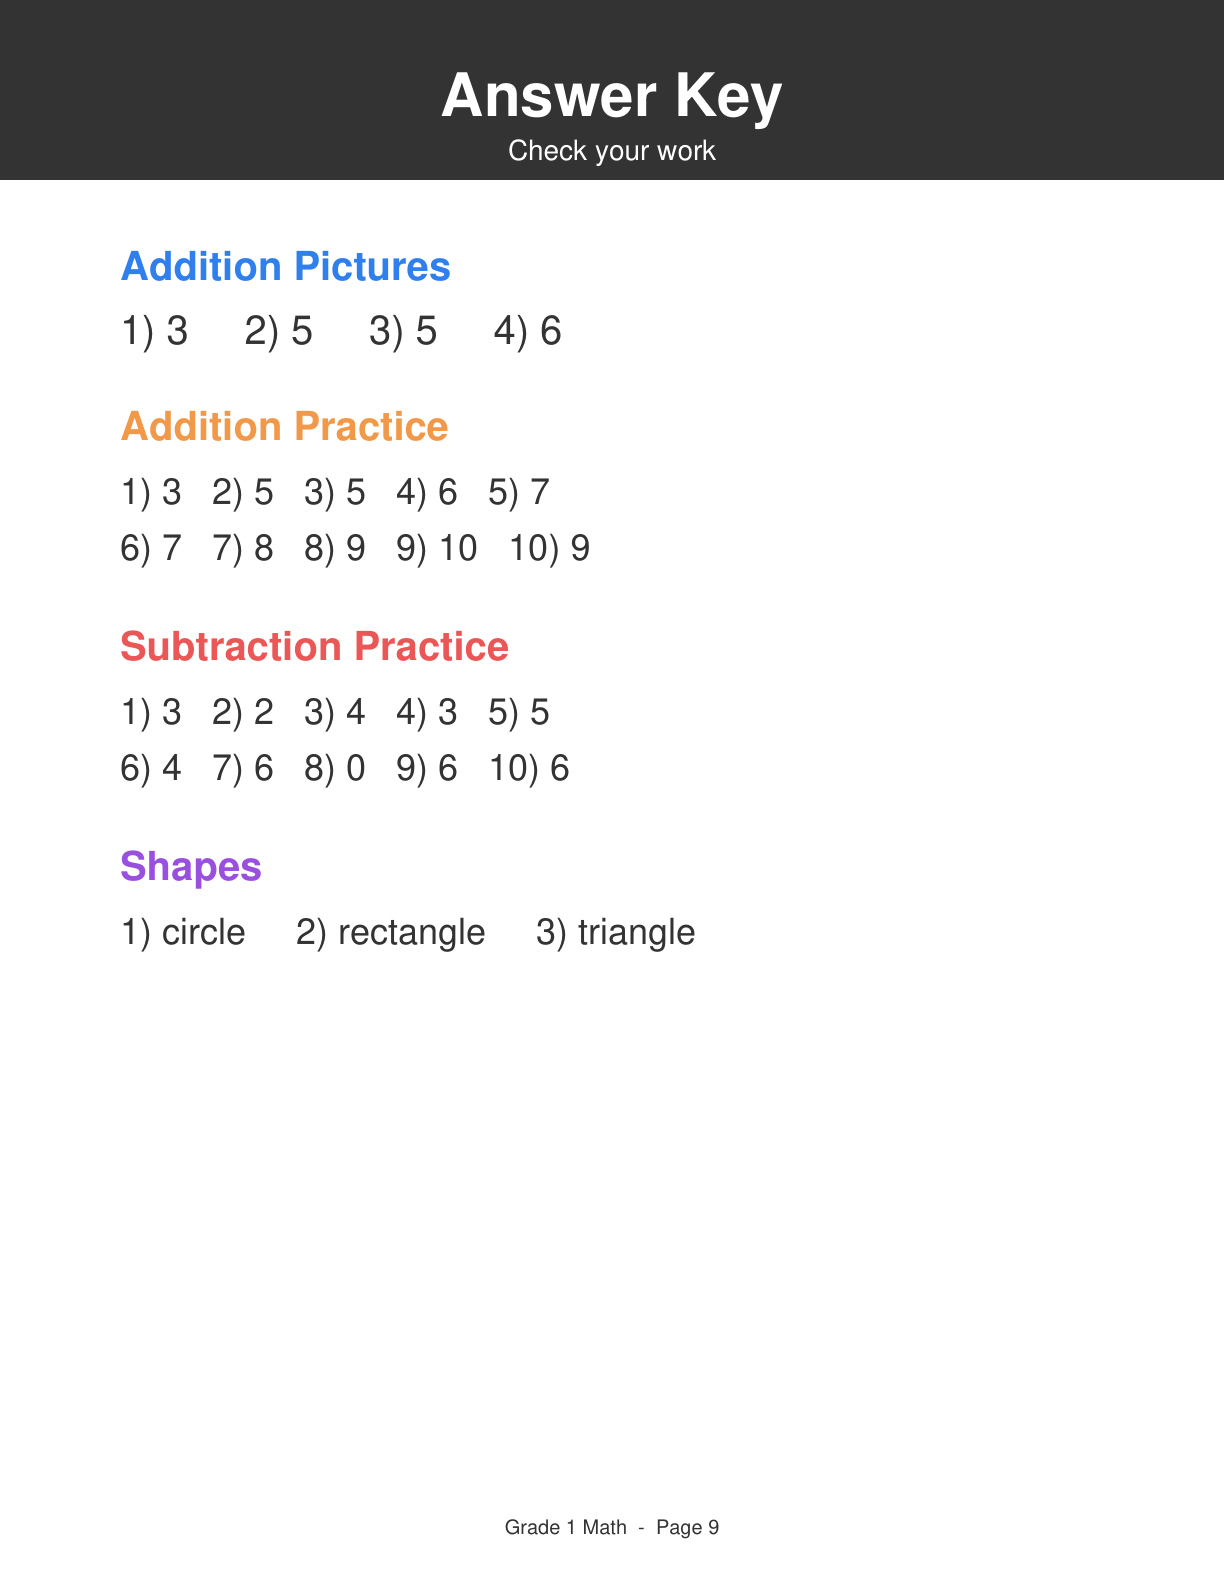 Answer Key
Check your work
Addition Pictures
1) 3 2) 5 3) 5 4) 6
Addition Practice
1) 3 2) 5 3) 5 4) 6 5) 7
6) 7 7) 8 8) 9 9) 10 10) 9
Subtraction Practice
1) 3 2) 2 3) 4 4) 3 5) 5
6) 4 7) 6 8) 0 9) 6 10) 6
Shapes
1) circle 2) rectangle 3) triangle
Grade 1 Math - Page 9